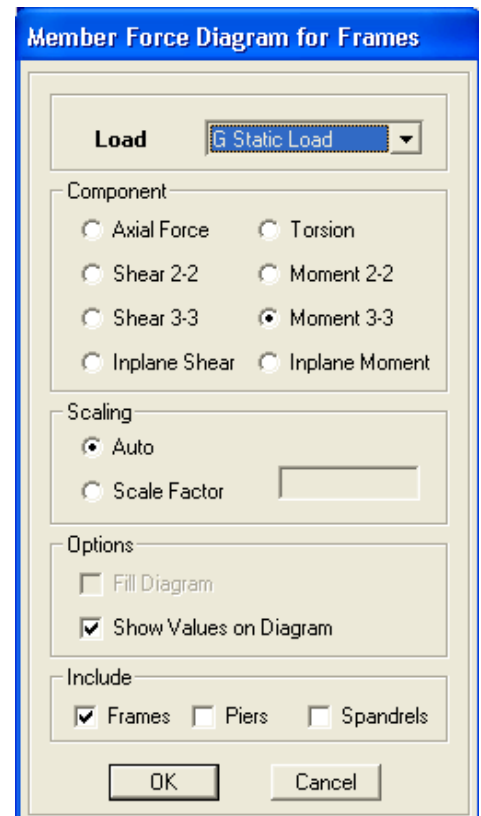 Member Force Diagram for Frames
Load G Static Load
Component
Axial Force Torsion
Shear 2-2 Moment 2-2
Shear 3-3 Moment 3-3
Inplane Shear Inplane Moment
Scaling
Auto
Scale Factor
Options
Fill Diagram
Show Values on Diagram
Include
Frames Piers Spandrels
OK Cancel